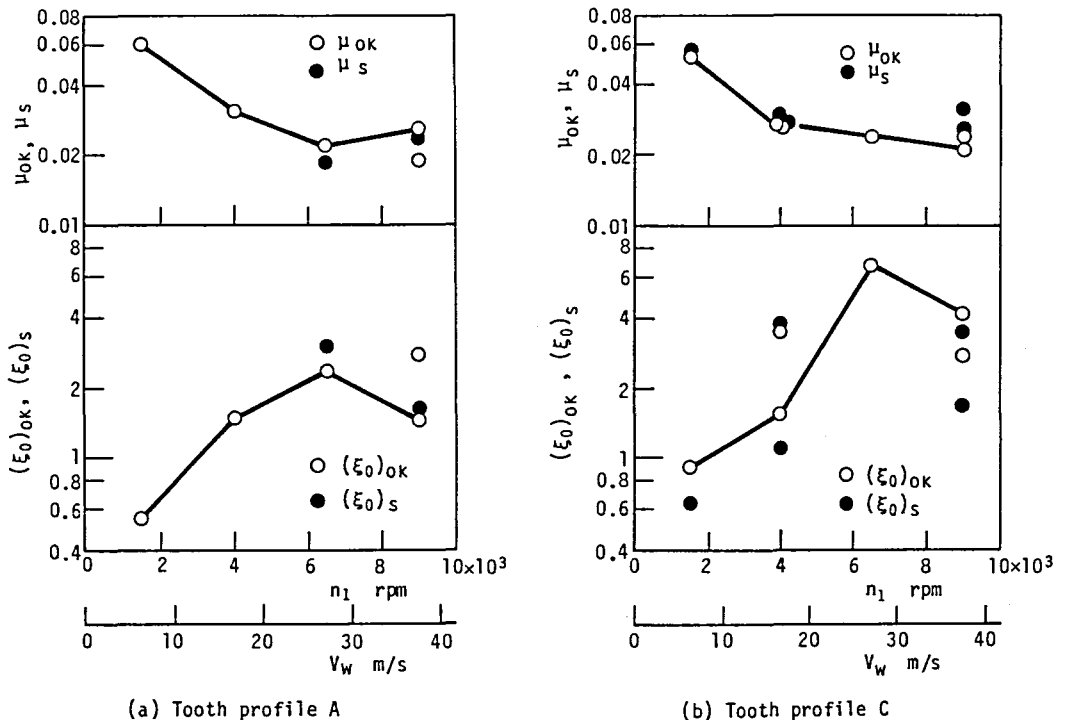 0.08
0.06
0.04
0.02
0.01
μOK, μS
○ μOK
● μS
8
6
4
2
1
0.8
0.6
0.4
(ξ0)OK, (ξ0)S
○ (ξ0)OK
● (ξ0)S
0 2 4 6 8 10×10³
n1 rpm
0 10 20 30 40
VW m/s
(a) Tooth profile A
0.08
0.06
0.04
0.02
0.01
μOK, μS
○ μOK
● μS
8
6
4
2
1
0.8
0.6
0.4
(ξ0)OK, (ξ0)S
○ (ξ0)OK
● (ξ0)S
0 2 4 6 8 10×10³
n1 rpm
0 10 20 30 40
VW m/s
(b) Tooth profile C